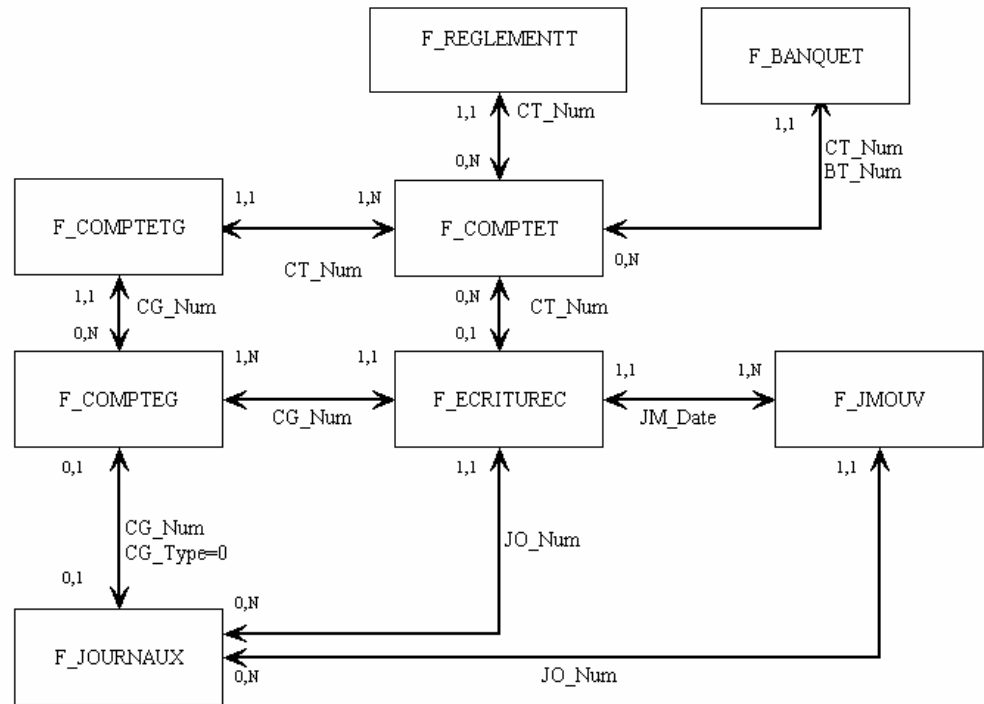 F_REGLEMENTT
F_BANQUET
1,1
CT_Num
1,1
CT_Num
BT_Num
0,N
1,1
1,N
F_COMPTETG
F_COMPTET
CT_Num
0,N
1,1
CG_Num
0,N
CT_Num
0,N
0,1
1,N
1,1
1,1
1,N
F_COMPTEG
F_ECRITUREC
F_JMOUV
CG_Num
JM_Date
0,1
1,1
1,1
CG_Num
CG_Type=0
JO_Num
0,1
0,N
F_JOURNAUX
0,N
JO_Num